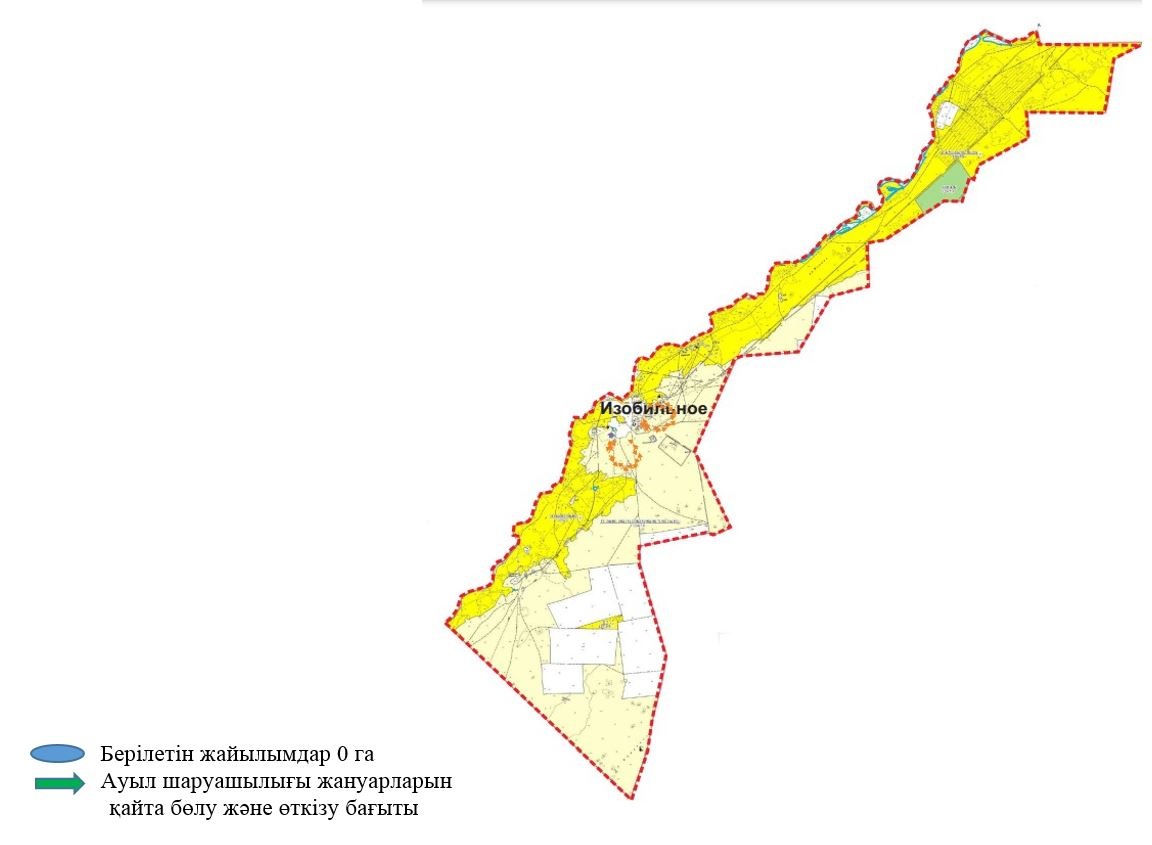 Изобильное
Берілетін жайылымдар 0 га
Ауыл шаруашылығы жануарларын
қайта бөлу және өткізу бағыты